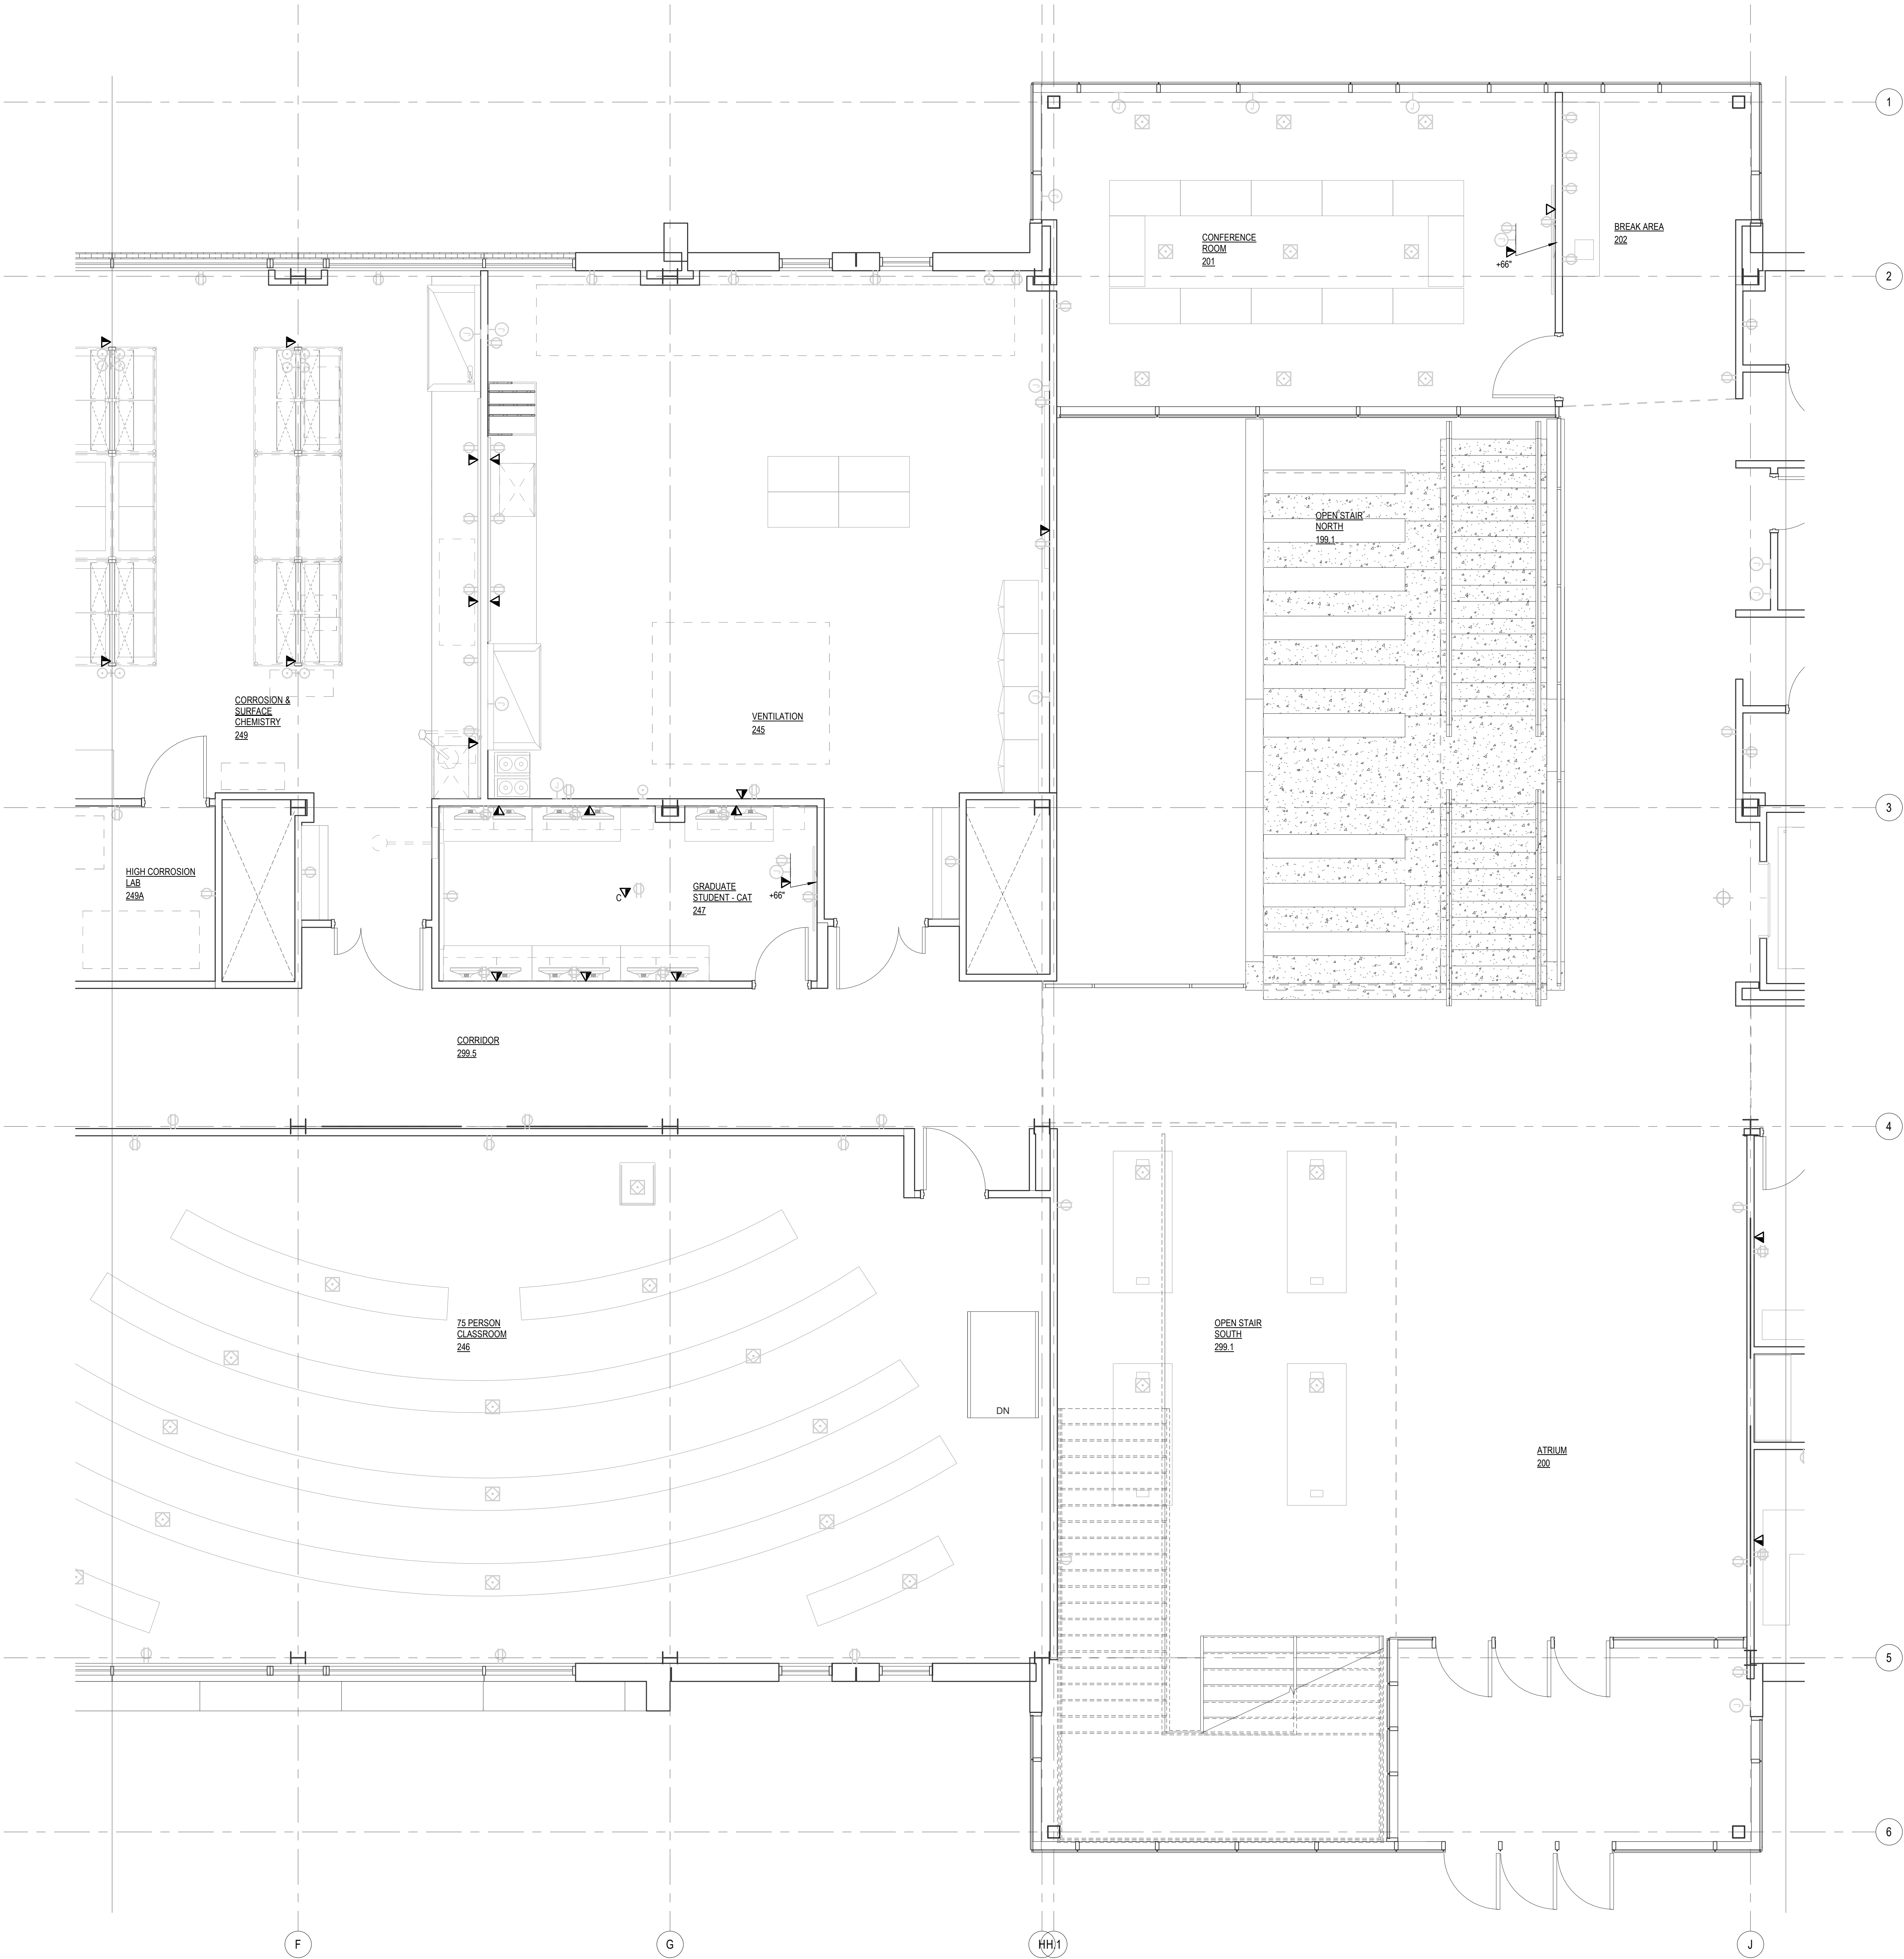 1
CONFERENCE
ROOM
201
BREAK AREA
202
+66"
2
OPEN STAIR
NORTH
199.1
CORROSION &
SURFACE
CHEMISTRY
249
VENTILATION
245
3
HIGH CORROSION
LAB
249A
GRADUATE
STUDENT - CAT
247
C
+66"
CORRIDOR
299.5
4
75 PERSON
CLASSROOM
246
OPEN STAIR
SOUTH
299.1
DN
ATRIUM
200
5
6
F
G
H
H.1
J